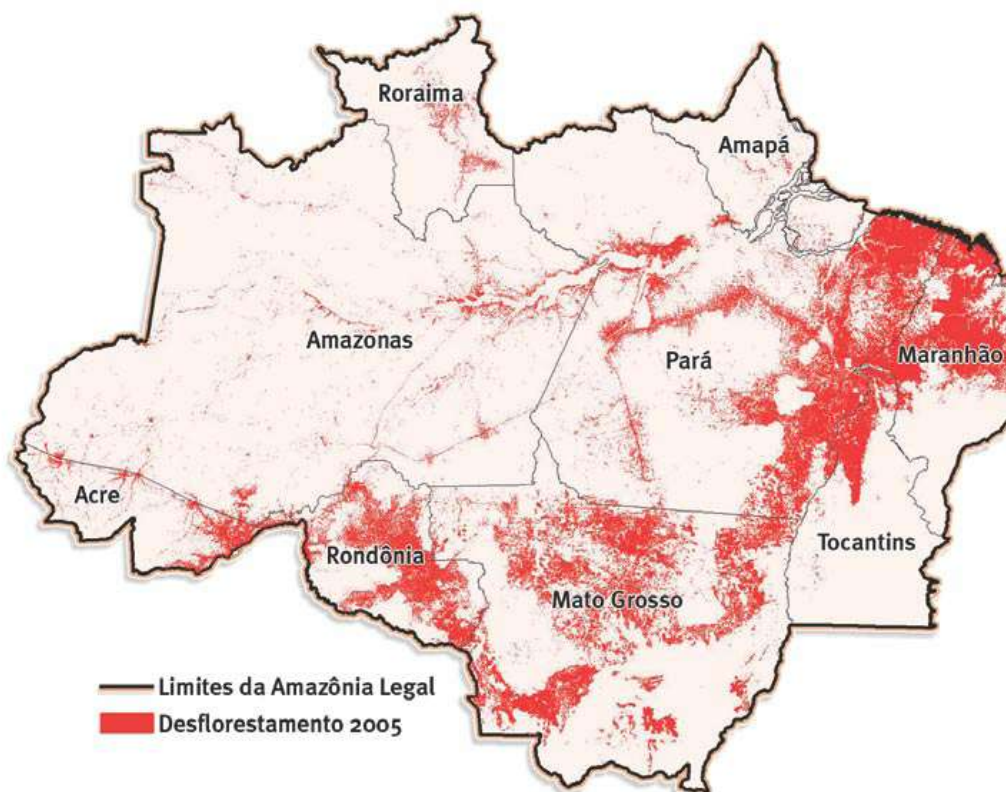 Roraima
Amapá
Amazonas
Pará
Maranhão
Acre
Rondônia
Tocantins
Mato Grosso
Limites da Amazônia Legal
Desflorestamento 2005